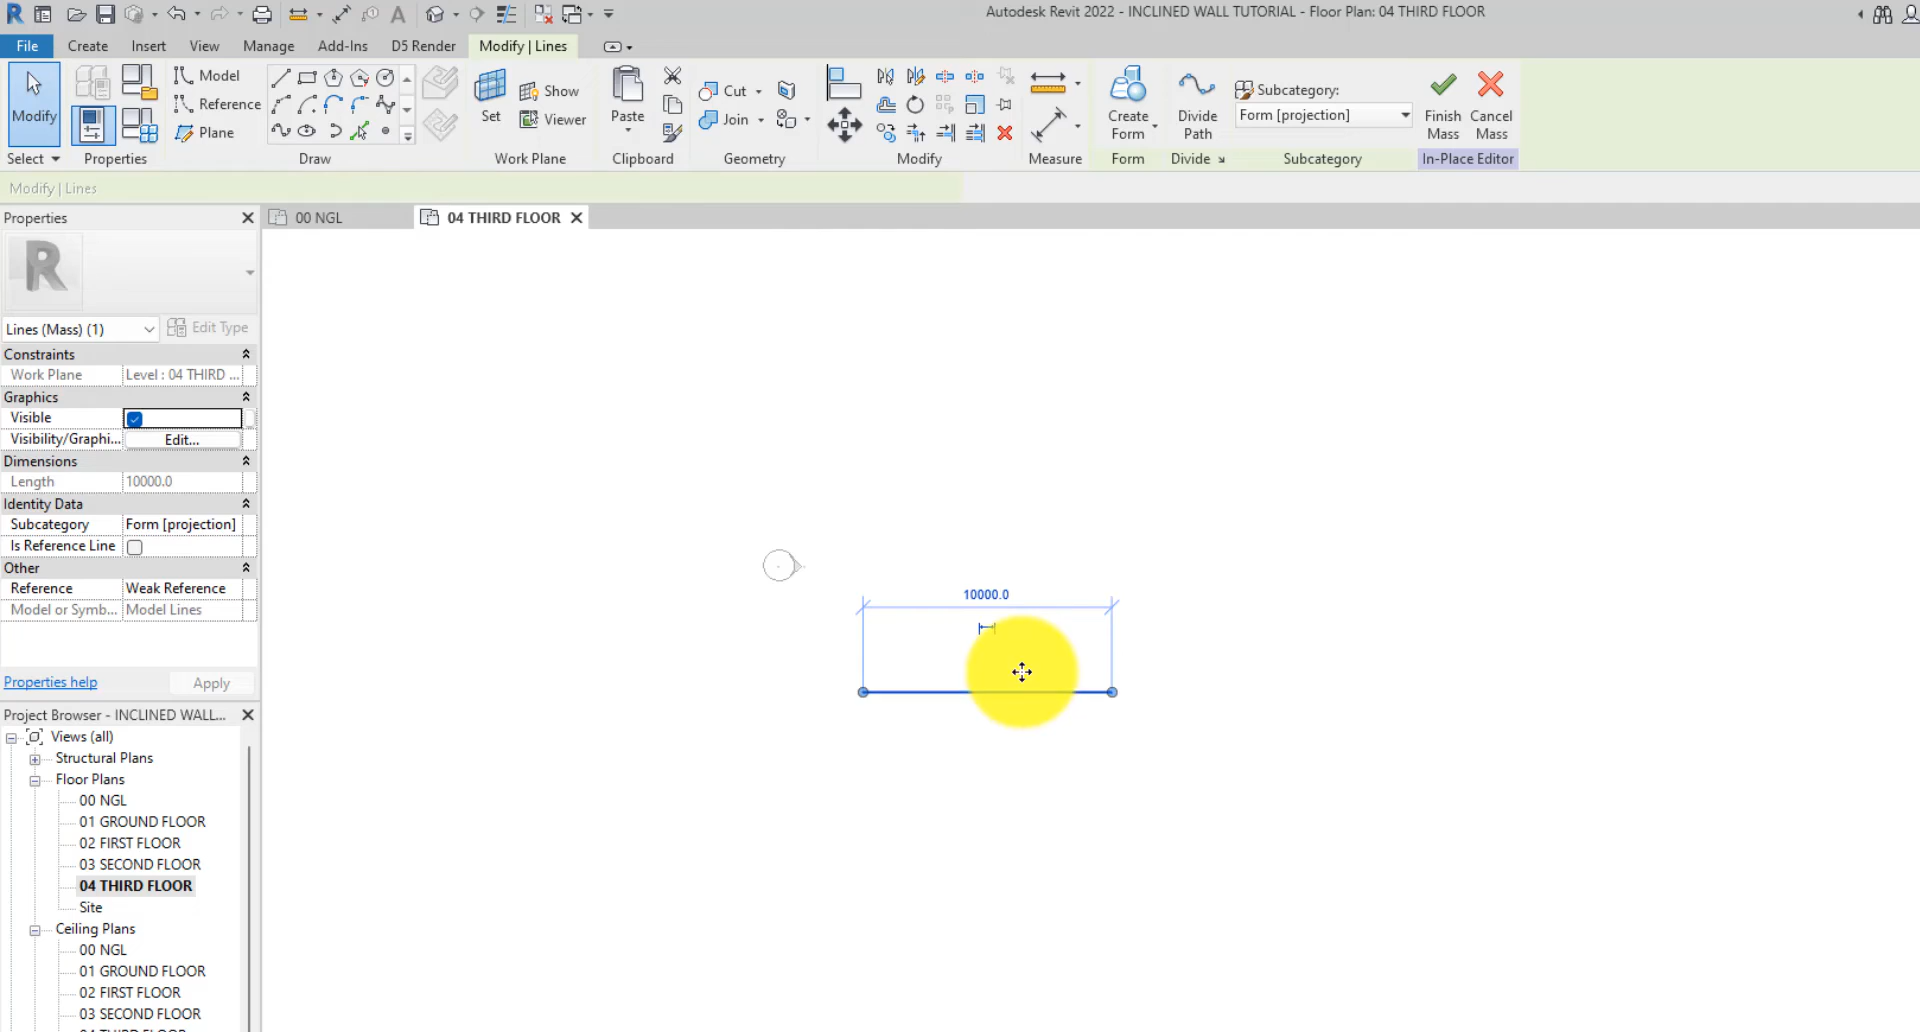 Autodesk Revit 2022 - INCLINED WALL TUTORIAL - Floor Plan: 04 THIRD FLOOR
File Create Insert View Manage Add-Ins D5 Render Modify | Lines
Modify
Select
Properties
Model
Reference
Plane
Draw
Set
Show
Viewer
Work Plane
Paste
Clipboard
Cut
Join
Geometry
Modify
Measure
Create
Form
Form
Divide
Path
Divide
Subcategory:
Form [projection]
Subcategory
Finish
Mass
Cancel
Mass
In-Place Editor
Modify | Lines
Properties
00 NGL
04 THIRD FLOOR
R
Lines (Mass) (1)
Edit Type
Constraints
Work Plane Level : 04 THIRD ...
Graphics
Visible
Visibility/Graphi... Edit...
Dimensions
Length 10000.0
Identity Data
Subcategory Form [projection]
Is Reference Line
Other
Reference Weak Reference
Model or Symb... Model Lines
Properties help
Apply
10000.0
Project Browser - INCLINED WALL...
Views (all)
Structural Plans
Floor Plans
00 NGL
01 GROUND FLOOR
02 FIRST FLOOR
03 SECOND FLOOR
04 THIRD FLOOR
Site
Ceiling Plans
00 NGL
01 GROUND FLOOR
02 FIRST FLOOR
03 SECOND FLOOR
04 THIRD FLOOR